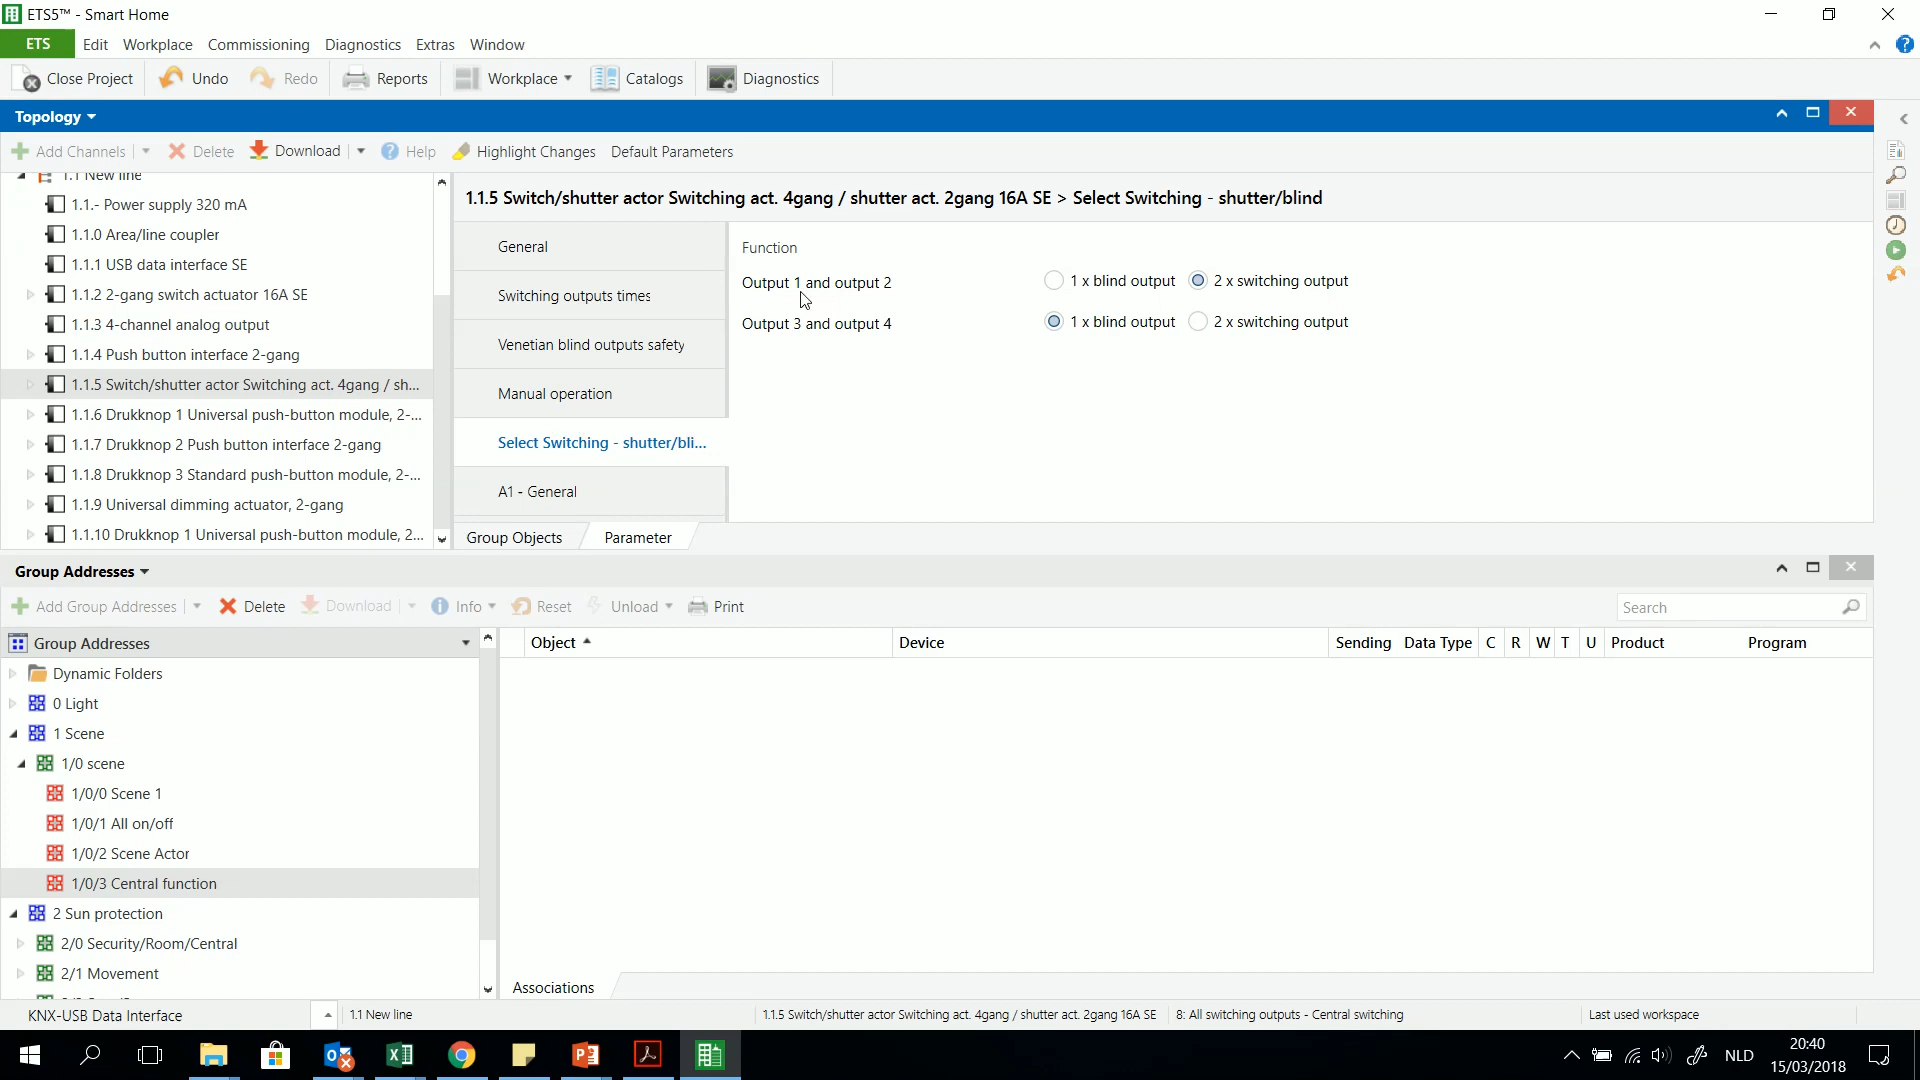 ETS5™ - Smart Home
ETS Edit Workplace Commissioning Diagnostics Extras Window
Close Project Undo Redo Reports Workplace Catalogs Diagnostics
Topology
Add Channels Delete Download Help Highlight Changes Default Parameters
1.1 New line
1.1.- Power supply 320 mA
1.1.0 Area/line coupler
1.1.1 USB data interface SE
1.1.2 2-gang switch actuator 16A SE
1.1.3 4-channel analog output
1.1.4 Push button interface 2-gang
1.1.5 Switch/shutter actor Switching act. 4gang / sh...
1.1.6 Drukknop 1 Universal push-button module, 2-...
1.1.7 Drukknop 2 Push button interface 2-gang
1.1.8 Drukknop 3 Standard push-button module, 2-...
1.1.9 Universal dimming actuator, 2-gang
1.1.10 Drukknop 1 Universal push-button module, 2...
1.1.5 Switch/shutter actor Switching act. 4gang / shutter act. 2gang 16A SE > Select Switching - shutter/blind
General
Switching outputs times
Venetian blind outputs safety
Manual operation
Select Switching - shutter/bli...
A1 - General
Function
Output 1 and output 2 1 x blind output 2 x switching output
Output 3 and output 4 1 x blind output 2 x switching output
Group Objects Parameter
Group Addresses
Add Group Addresses Delete Download Info Reset Unload Print Search
Group Addresses
Dynamic Folders
0 Light
1 Scene
1/0 scene
1/0/0 Scene 1
1/0/1 All on/off
1/0/2 Scene Actor
1/0/3 Central function
2 Sun protection
2/0 Security/Room/Central
2/1 Movement
Object Device Sending Data Type C R W T U Product Program
Associations
KNX-USB Data Interface 1.1 New line 1.1.5 Switch/shutter actor Switching act. 4gang / shutter act. 2gang 16A SE 8: All switching outputs - Central switching Last used workspace
NLD
20:40
15/03/2018